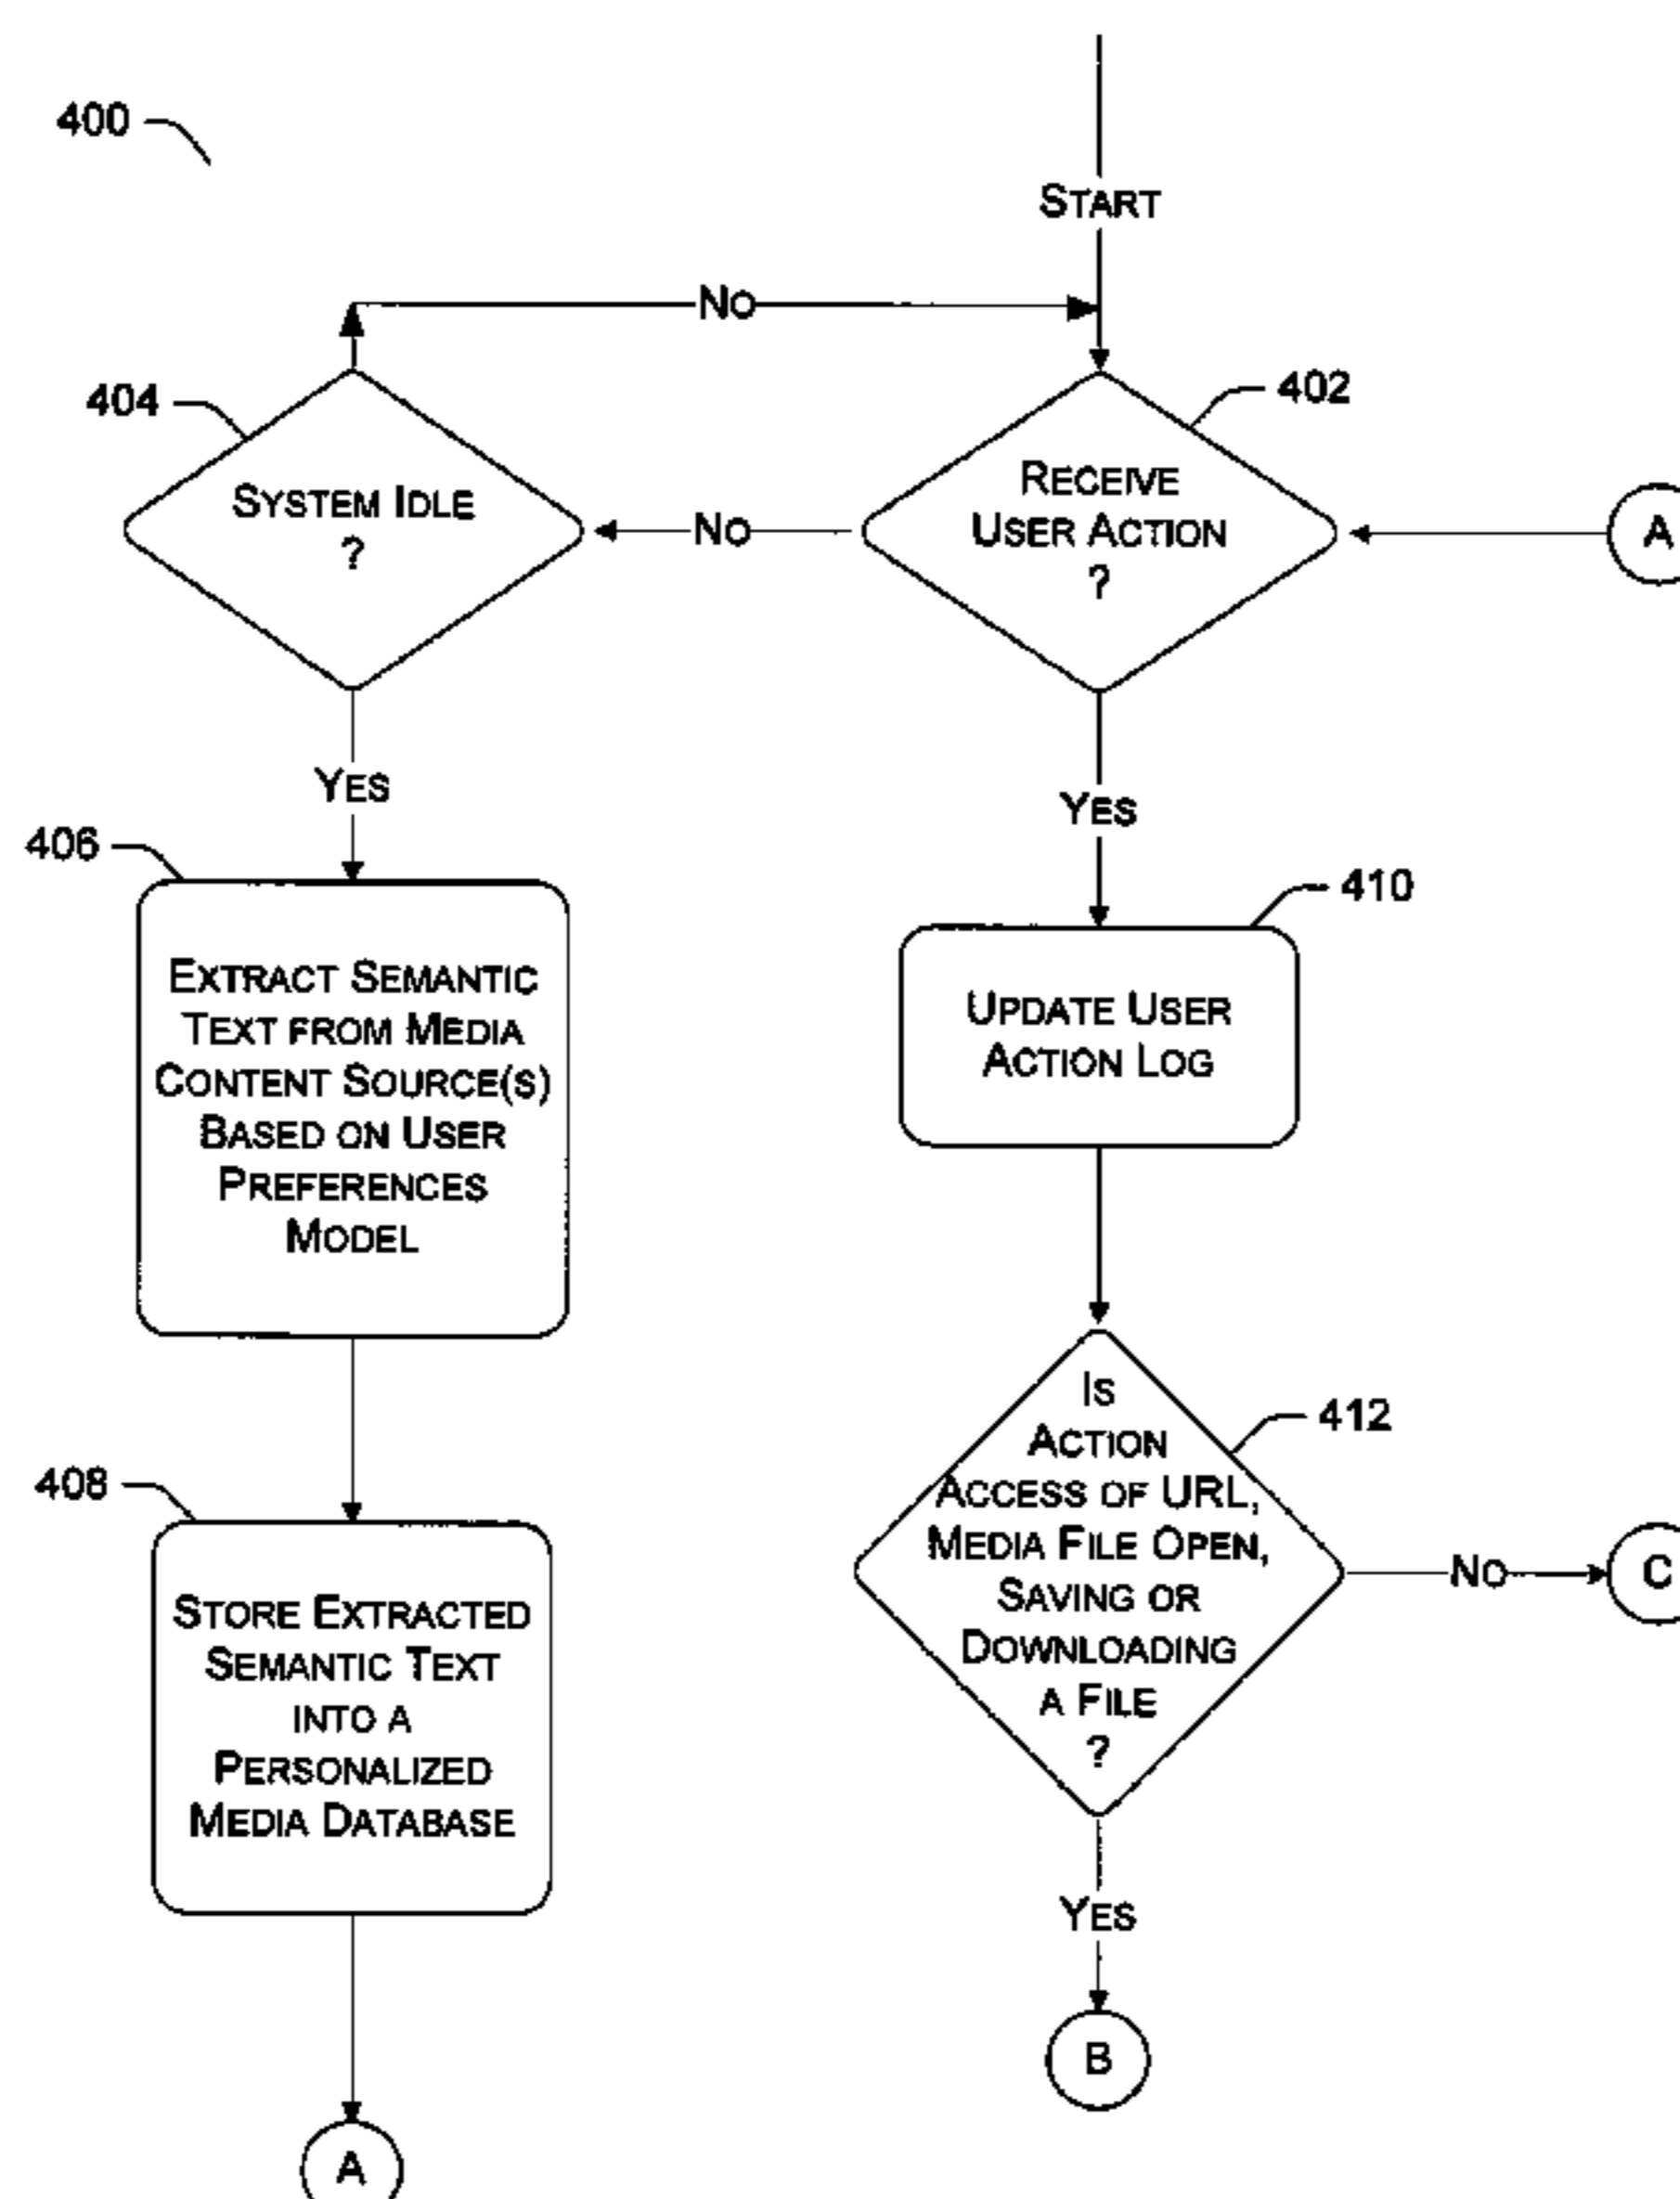 400
START
NO
404
402
SYSTEM IDLE
?
NO
RECEIVE
USER ACTION
?
A
YES
YES
406
410
EXTRACT SEMANTIC
TEXT FROM MEDIA
CONTENT SOURCE(S)
BASED ON USER
PREFERENCES
MODEL
UPDATE USER
ACTION LOG
408
412
IS
ACTION
ACCESS OF URL,
MEDIA FILE OPEN,
SAVING OR
DOWNLOADING
A FILE
?
NO
C
STORE EXTRACTED
SEMANTIC TEXT
INTO A
PERSONALIZED
MEDIA DATABASE
YES
B
A